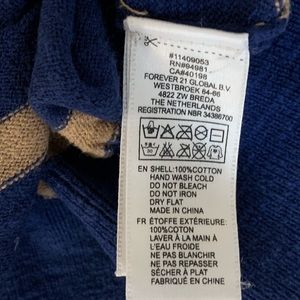 #11409053
RN#94981
CA#40198
FOREVER 21 GLOBAL B.V.
WESTBROEK 64-66
4822 ZW BREDA
THE NETHERLANDS
REGISTRATION NBR 34386700
30
EN SHELL:100%COTTON
HAND WASH COLD
DO NOT BLEACH
DO NOT IRON
DRY FLAT
MADE IN CHINA
FR ÉTOFFE EXTÉRIEURE:
100%COTON
LAVER À LA MAIN À
L'EAU FROIDE
NE PAS BLANCHIR
NE PAS REPASSER
SÉCHER À PLAT
FABRIQUÉ EN CHINE